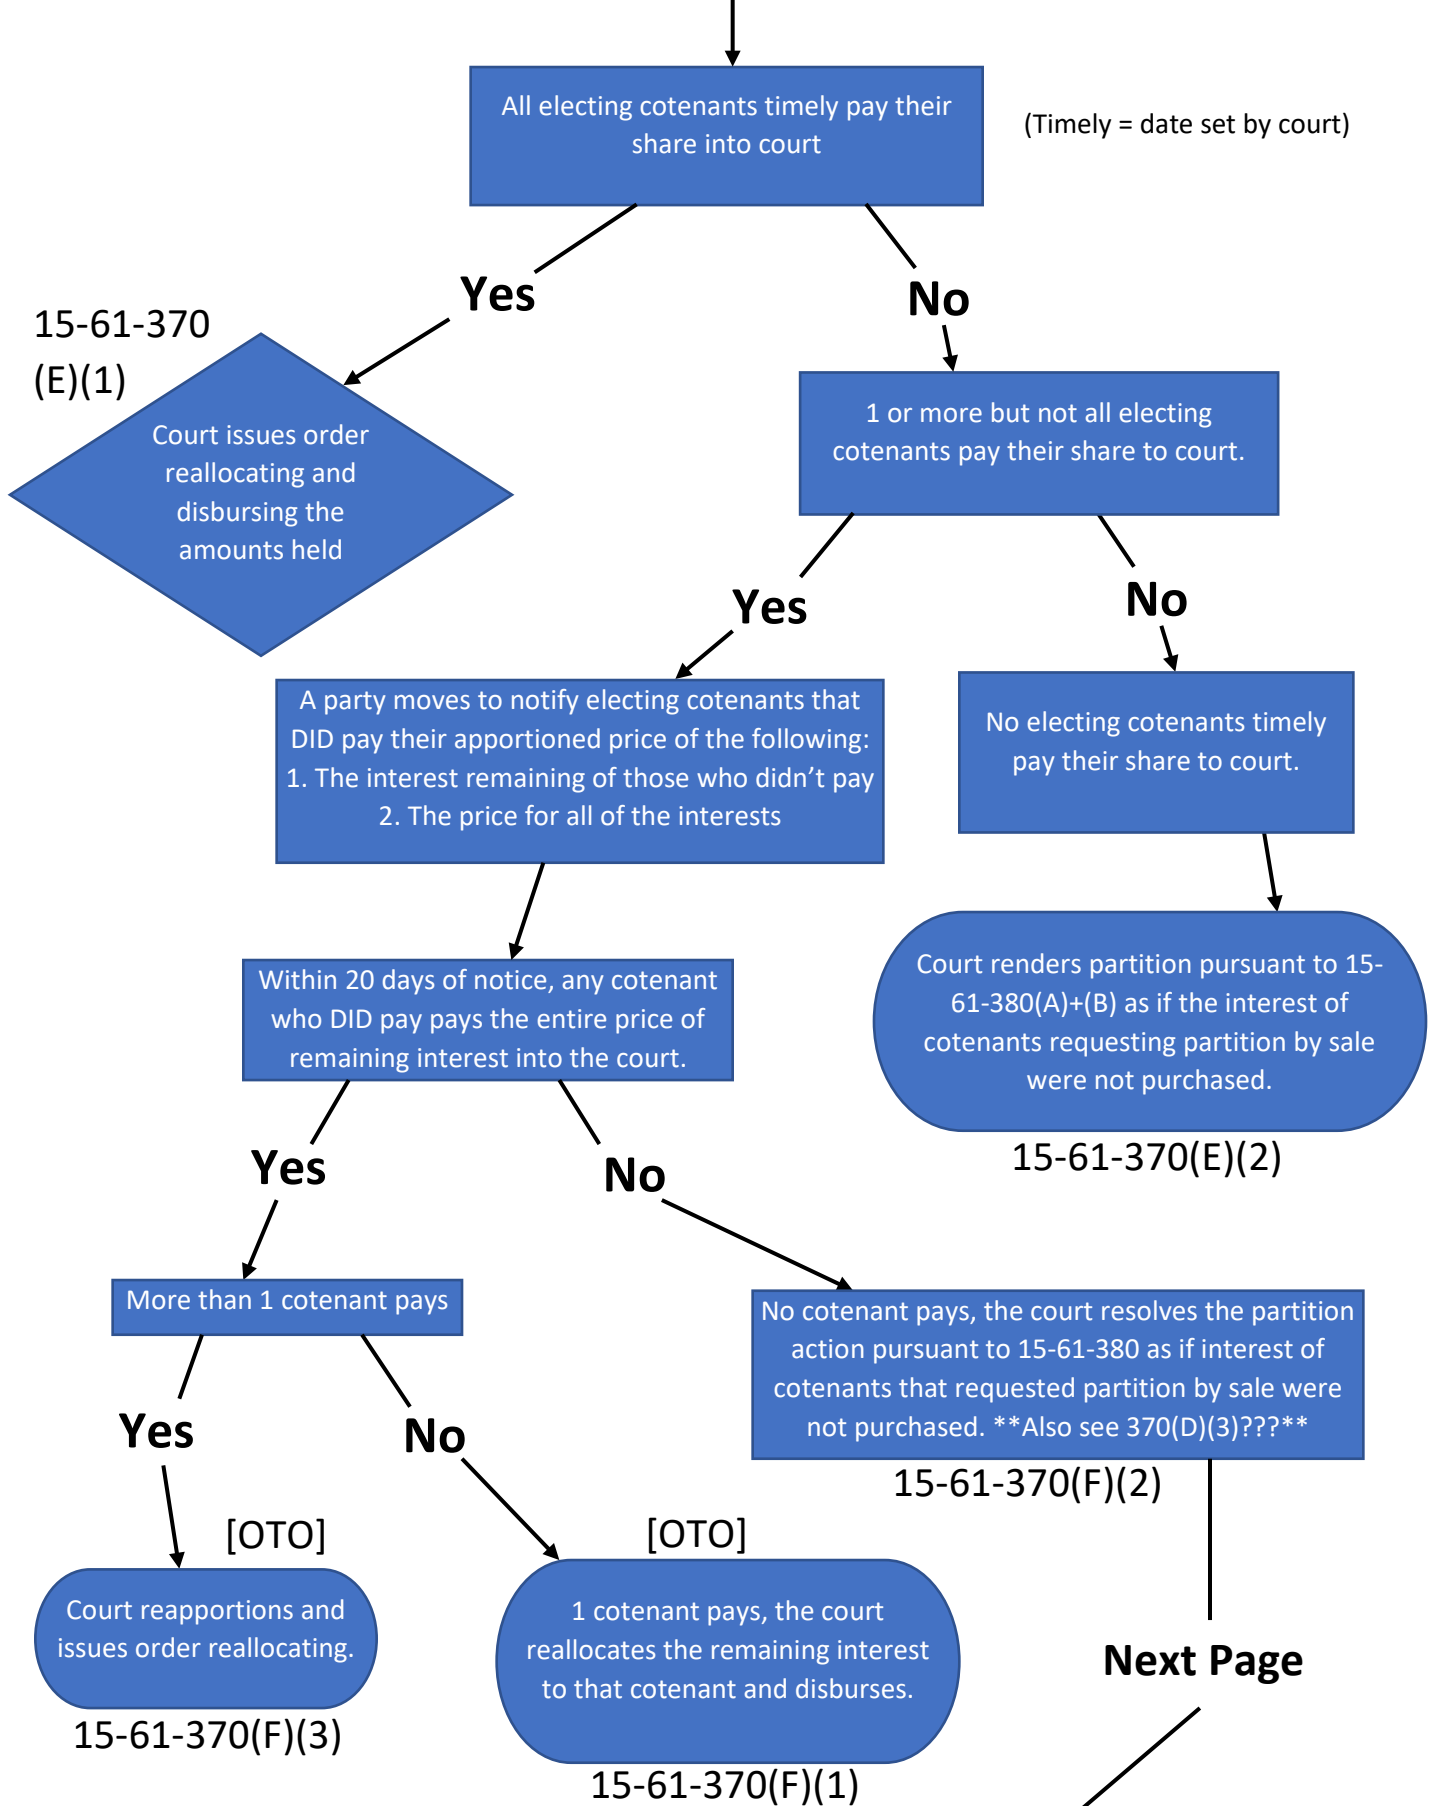 All electing cotenants timely pay their
share into court
(Timely = date set by court)
Yes
No
15-61-370
(E)(1)
Court issues order
reallocating and
disbursing the
amounts held
1 or more but not all electing
cotenants pay their share to court.
Yes
No
A party moves to notify electing cotenants that
DID pay their apportioned price of the following:
1. The interest remaining of those who didn't pay
2. The price for all of the interests
No electing cotenants timely
pay their share to court.
Within 20 days of notice, any cotenant
who DID pay pays the entire price of
remaining interest into the court.
Court renders partition pursuant to 15-
61-380(A)+(B) as if the interest of
cotenants requesting partition by sale
were not purchased.
15-61-370(E)(2)
Yes
No
More than 1 cotenant pays
No cotenant pays, the court resolves the partition
action pursuant to 15-61-380 as if interest of
cotenants that requested partition by sale were
not purchased. **Also see 370(D)(3)???**
15-61-370(F)(2)
Yes
No
[OTO]
[OTO]
Court reapportions and
issues order reallocating.
15-61-370(F)(3)
1 cotenant pays, the court
reallocates the remaining interest
to that cotenant and disburses.
15-61-370(F)(1)
Next Page